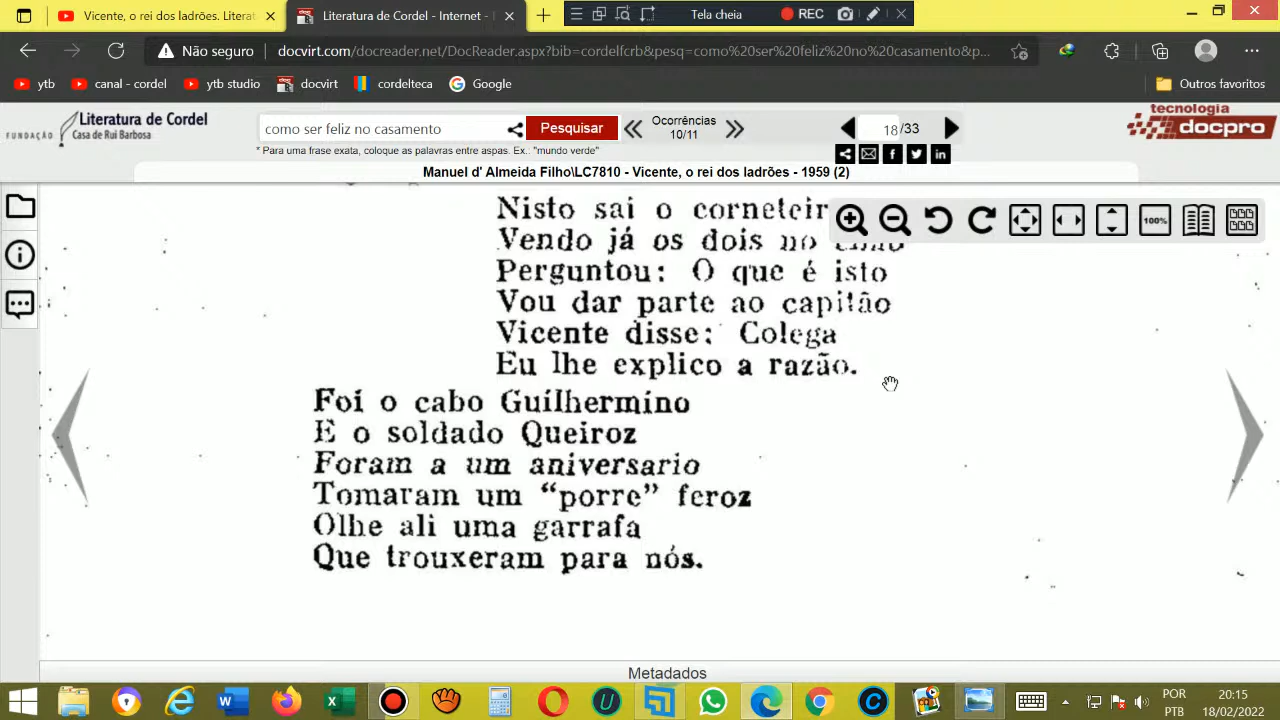 Vicente, o rei dos ladrões. Literat
Literatura de Cordel - Internet -
Tela cheia
REC
Não seguro
docvirt.com/docreader.net/DocReader.aspx?bib=cordelfcrb&pesq=como%20ser%20feliz%20no%20casamento&p...
ytb
canal - cordel
ytb studio
docvirt
cordelteca
Google
Outros favoritos
FUNDAÇÃO
Literatura de Cordel
Casa de Rui Barbosa
como ser feliz no casamento
Pesquisar
Ocorrências
10/11
18/33
tecnologia
docpro
* Para uma frase exata, coloque as palavras entre aspas. Ex.: "mundo verde"
Manuel d' Almeida Filho\LC7810 - Vicente, o rei dos ladrões - 1959 (2)
100%
Nisto sai o corneteir
Vendo já os dois no
Perguntou: O que é isto
Vou dar parte ao capitão
Vicente disse: Colega
Eu lhe explico a razão.
Foi o cabo Guilhermino
E o soldado Queiroz
Foram a um aniversario
Tomaram um “porre” feroz
Olhe ali uma garrafa
Que trouxeram para nós.
Metadados
POR
PTB
20:15
18/02/2022